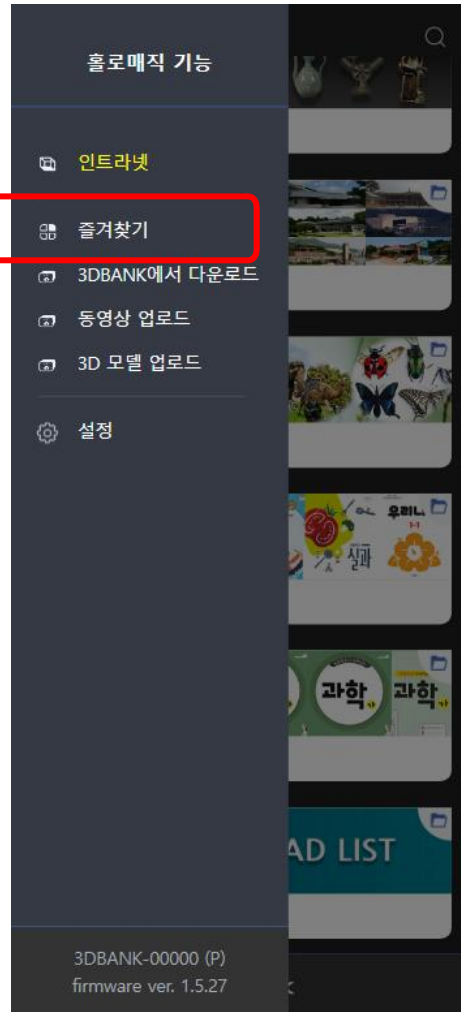 홀로매직 기능
인트라넷
즐겨찾기
3DBANK에서 다운로드
동영상 업로드
3D 모델 업로드
설정
우리나
1-1
실과
과학
과학
AD LIST
3DBANK-00000 (P)
firmware ver. 1.5.27